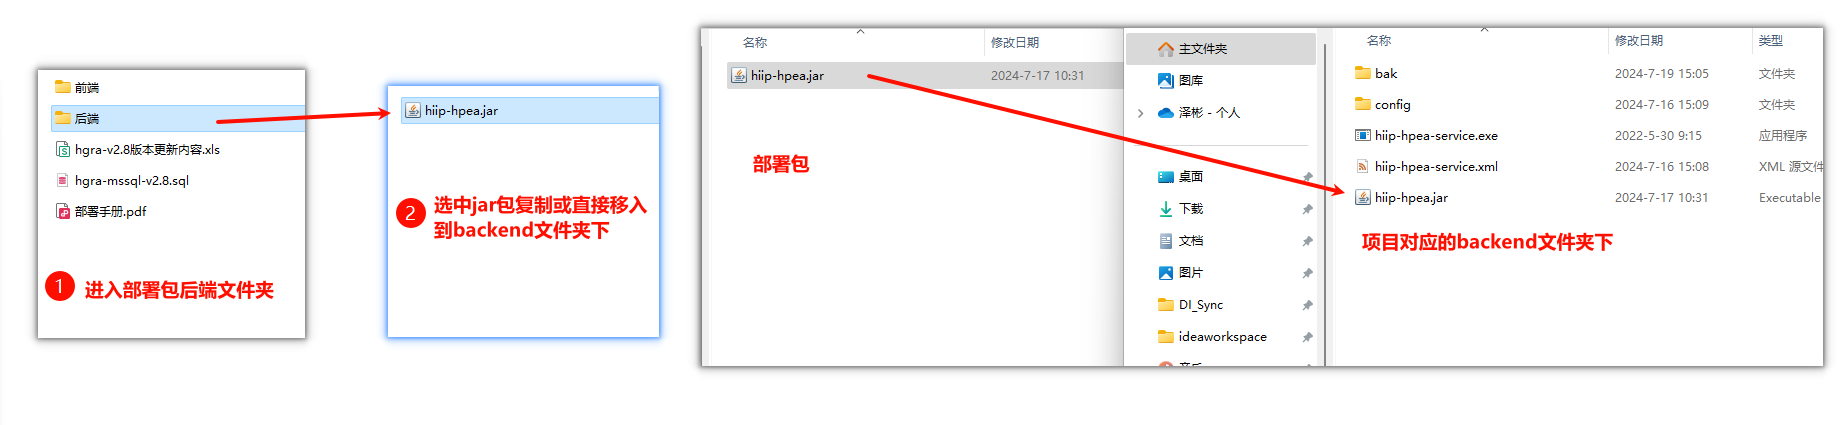 前端
后端
hgra-v2.8版本更新内容.xls
hgra-mssql-v2.8.sql
部署手册.pdf
1 进入部署包后端文件夹
hiip-hpea.jar
2 选中jar包复制或直接移入
到backend文件夹下
名称 修改日期
hiip-hpea.jar 2024-7-17 10:31
部署包
主文件夹
图库
泽彬 - 个人
桌面
下载
文档
图片
DI_Sync
ideaworkspace
名称 修改日期 类型
bak 2024-7-19 15:05 文件夹
config 2024-7-16 15:09 文件夹
hiip-hpea-service.exe 2022-5-30 9:15 应用程序
hiip-hpea-service.xml 2024-7-16 15:08 XML 源文件
hiip-hpea.jar 2024-7-17 10:31 Executable
项目对应的backend文件夹下